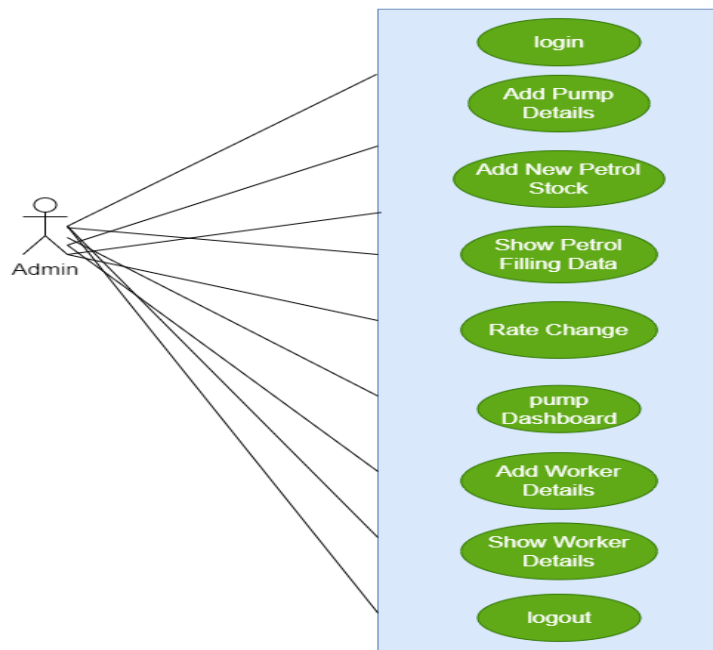 login
Add Pump
Details
Add New Petrol
Stock
Show Petrol
Filling Data
Admin
Rate Change
pump
Dashboard
Add Worker
Details
Show Worker
Details
logout